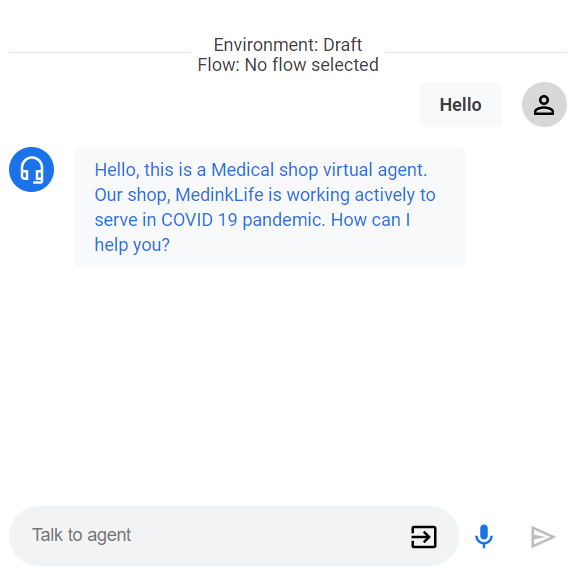 Environment: Draft
Flow: No flow selected
Hello
Hello, this is a Medical shop virtual agent.
Our shop, MedinkLife is working actively to
serve in COVID 19 pandemic. How can I
help you?
Talk to agent